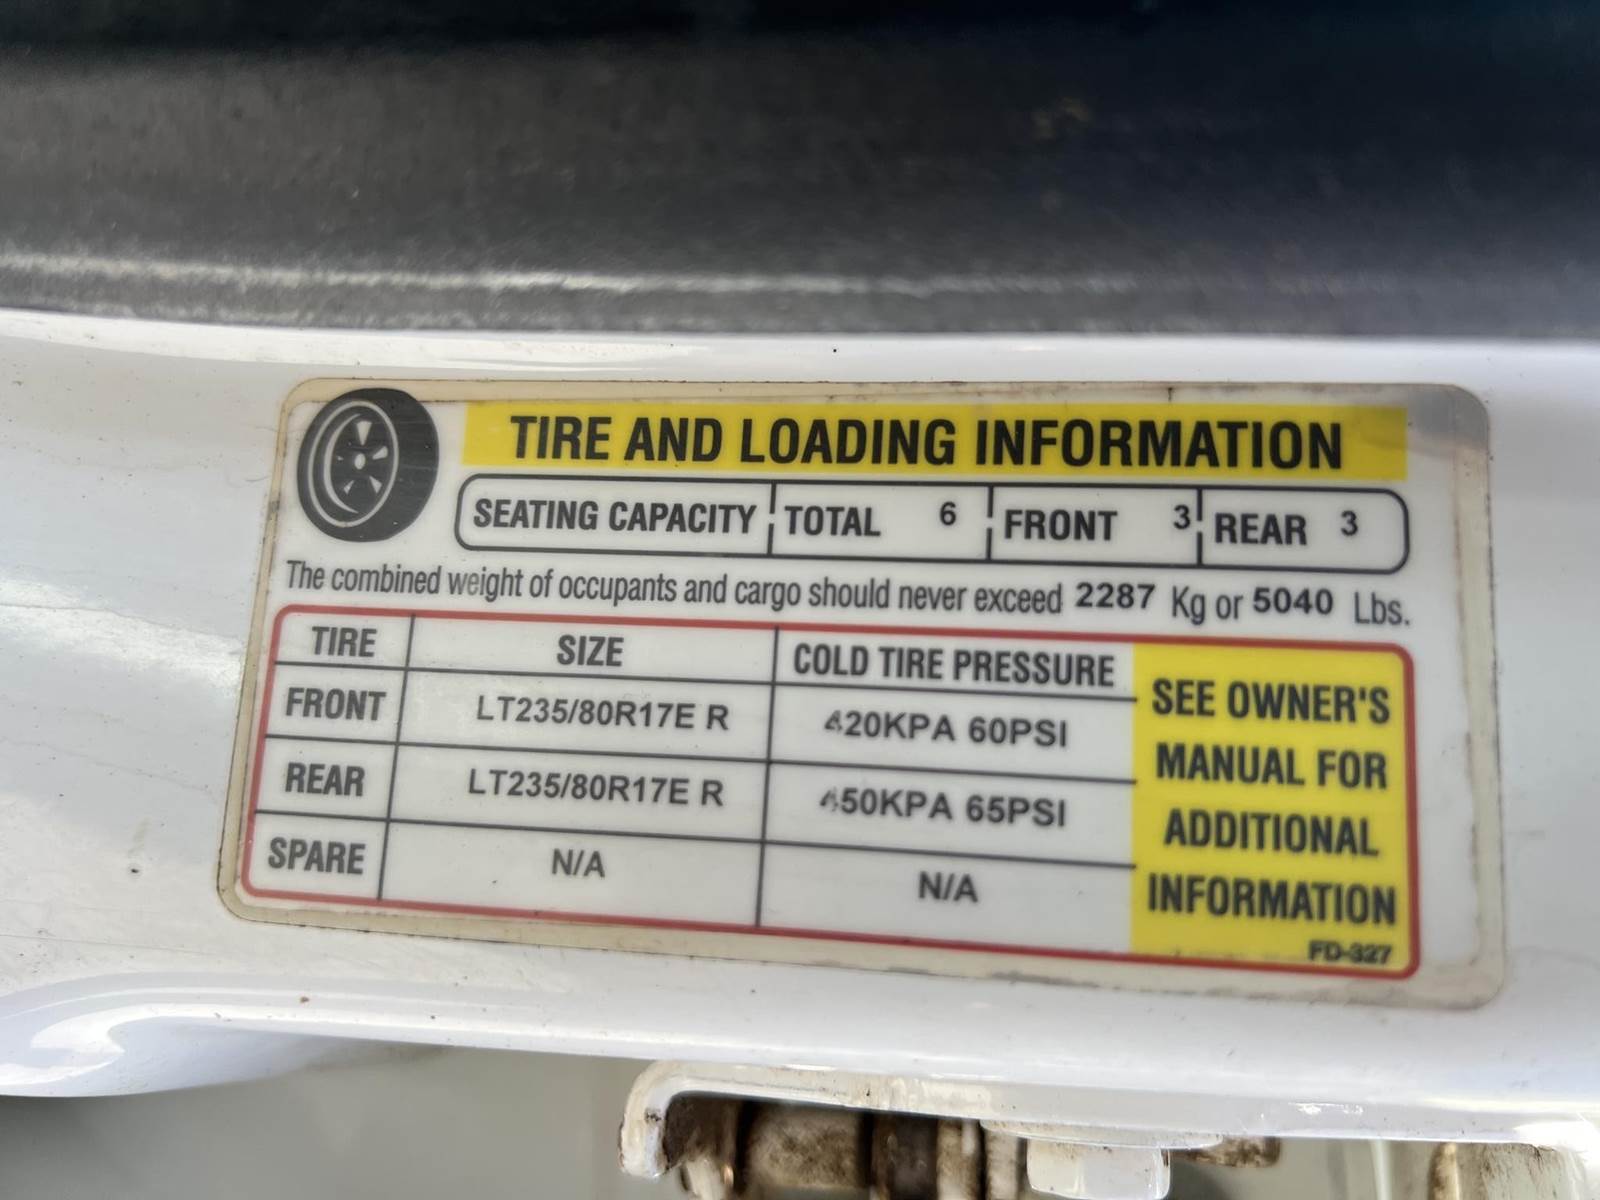 TIRE AND LOADING INFORMATION
SEATING CAPACITY TOTAL 6 FRONT 3 REAR 3
The combined weight of occupants and cargo should never exceed 2287 Kg or 5040 Lbs.
TIRE SIZE COLD TIRE PRESSURE
FRONT LT235/80R17E R 420KPA 60PSI
REAR LT235/80R17E R 450KPA 65PSI
SPARE N/A N/A
SEE OWNER'S
MANUAL FOR
ADDITIONAL
INFORMATION
FD-327